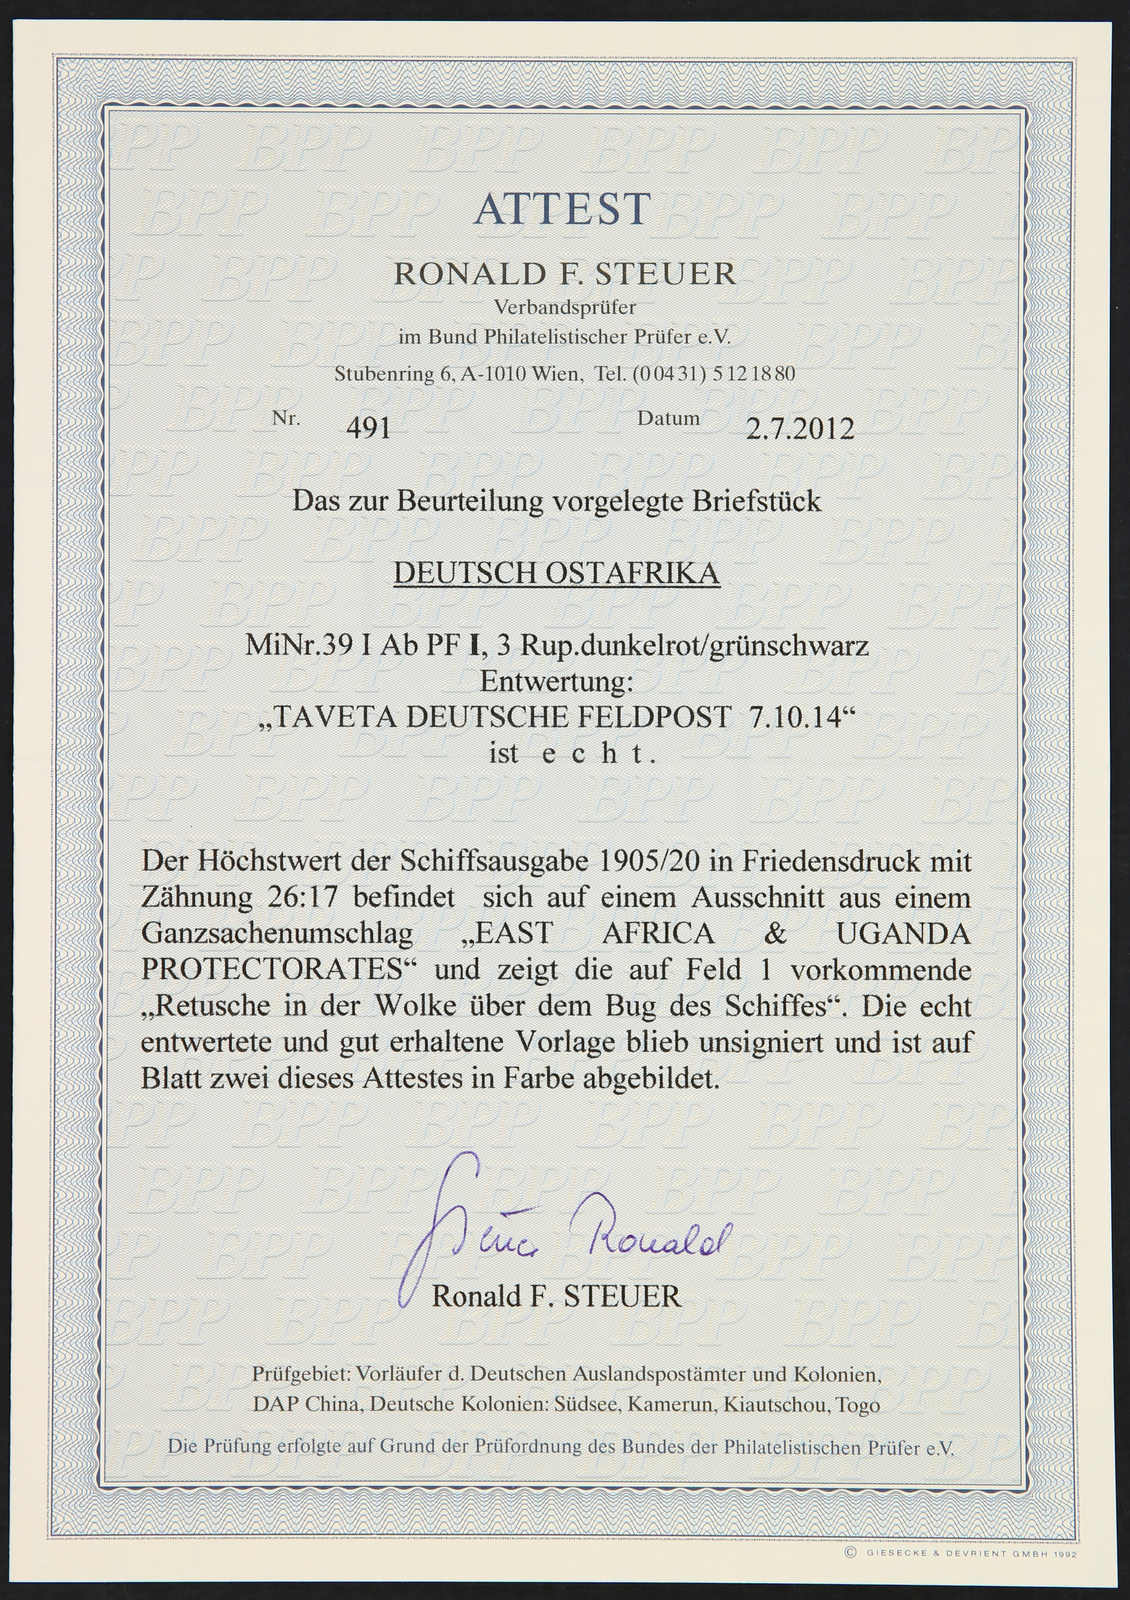 ATTEST
RONALD F. STEUER
Verbandsprüfer
im Bund Philatelistischer Prüfer e.V.
Stubenring 6, A-1010 Wien, Tel. (0 04 31) 5 12 18 80
Nr. 491 Datum 2.7.2012
Das zur Beurteilung vorgelegte Briefstück
DEUTSCH OSTAFRIKA
MiNr.39 I Ab PF I, 3 Rup.dunkelrot/grünschwarz
Entwertung:
„TAVETA DEUTSCHE FELDPOST 7.10.14“
ist e c h t .
Der Höchstwert der Schiffsausgabe 1905/20 in Friedensdruck mit
Zähnung 26:17 befindet sich auf einem Ausschnitt aus einem
Ganzsachenumschlag „EAST AFRICA & UGANDA
PROTECTORATES“ und zeigt die auf Feld 1 vorkommende
„Retusche in der Wolke über dem Bug des Schiffes“. Die echt
entwertete und gut erhaltene Vorlage blieb unsigniert und ist auf
Blatt zwei dieses Attestes in Farbe abgebildet.
Steuer Ronald
Ronald F. STEUER
Prüfgebiet: Vorläufer d. Deutschen Auslandspostämter und Kolonien,
DAP China, Deutsche Kolonien: Südsee, Kamerun, Kiautschou, Togo
Die Prüfung erfolgte auf Grund der Prüfordnung des Bundes der Philatelistischen Prüfer e.V.
© GIESECKE & DEVRIENT GMBH 1992